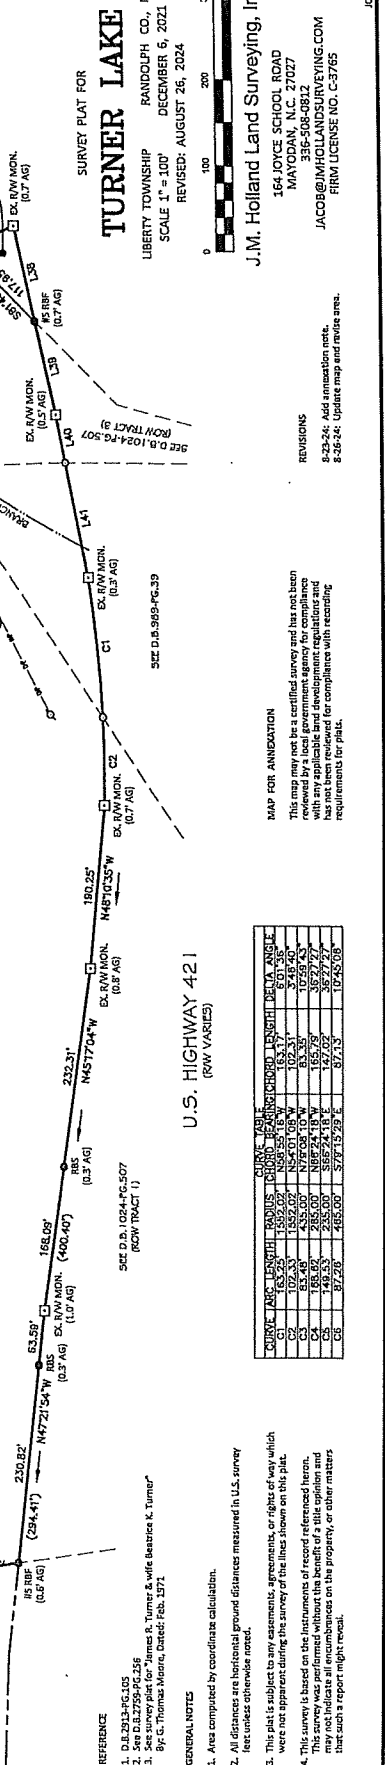 SURVEY PLAT FOR
TURNER LAKE
LIBERTY TOWNSHIP RANDOLPH CO.,
SCALE 1" = 100' DECEMBER 6, 2021
REVISED: AUGUST 26, 2024
0 100 200
J.M. Holland Land Surveying, In
164 JOYCE SCHOOL ROAD
MAYODAN, N.C. 27027
336-508-0812
JACOB@JMHOLLANDSURVEYING.COM
FIRM LICENSE NO. C-3765
REVISIONS
8-23-24: Add annexation note.
8-26-24: Update map and revise area.
MAP FOR ANNEXATION
This map may not be a certified survey and has not been
reviewed by a local government agency for compliance
with any applicable land development regulations and
has not been reviewed for compliance with recording
requirements for plats.
EX. R/W MON.
(0.7' AG)
L38
#5 RBF
(0.7' AG)
L39
EX. R/W MON.
(0.5' AG)
L40
SEE D.B.1024-PG.507
(ROW TRACT 3)
BRANCH
L41
EX. R/W MON.
(0.3' AG)
C1
SEE D.B.989-PG.39
C2
EX. R/W MON.
(0.7' AG)
190.25'
N48°10'35"W
EX. R/W MON.
(0.8' AG)
232.31'
N45°17'04"W
U.S. HIGHWAY 421
(R/W VARIES)
RBS
(0.3' AG)
SEE D.B.1024-PG.507
(ROW TRACT 1)
168.09'
(400.40')
EX. R/W MON.
(1.0' AG)
63.59'
RBS
(0.3' AG)
N47°21'54"W
230.82'
(294.41')
#5 RBF
(0.6' AG)
CURVE TABLE
CURVE ARC LENGTH RADIUS CHORD BEARING CHORD LENGTH DELTA ANGLE
C1 163.25' 1552.02' N58°55'16"W 163.17' 6°01'36"
C2 102.33' 1552.02' N54°01'08"W 102.31' 3°46'40"
C3 83.48' 435.00' N79°08'10"W 83.35' 10°59'43"
C4 168.62' 265.00' N66°24'18"W 165.79' 36°27'27"
C5 149.53' 235.00' S66°24'18"E 147.02' 36°27'27"
C6 87.26' 465.00' S79°15'29"E 87.13' 10°45'08"
REFERENCE
1. D.B.2913-PG.105
2. See D.B.2759-PG.256
3. See survey plat for "James R. Turner & wife Beatrice K. Turner"
By: G. Thomas Moore, Dated: Feb. 1971
GENERAL NOTES
1. Area computed by coordinate calculation.
2. All distances are horizontal ground distances measured in U.S. survey
feet unless otherwise noted.
3. This plat is subject to any easements, agreements, or rights of way which
were not apparent during the survey of the lines shown on this plat.
4. This survey is based on the instruments of record referenced heron.
This survey was performed without the benefit of a title opinion and
may not indicate all encumbrances on the property, or other matters
that such a report might reveal.